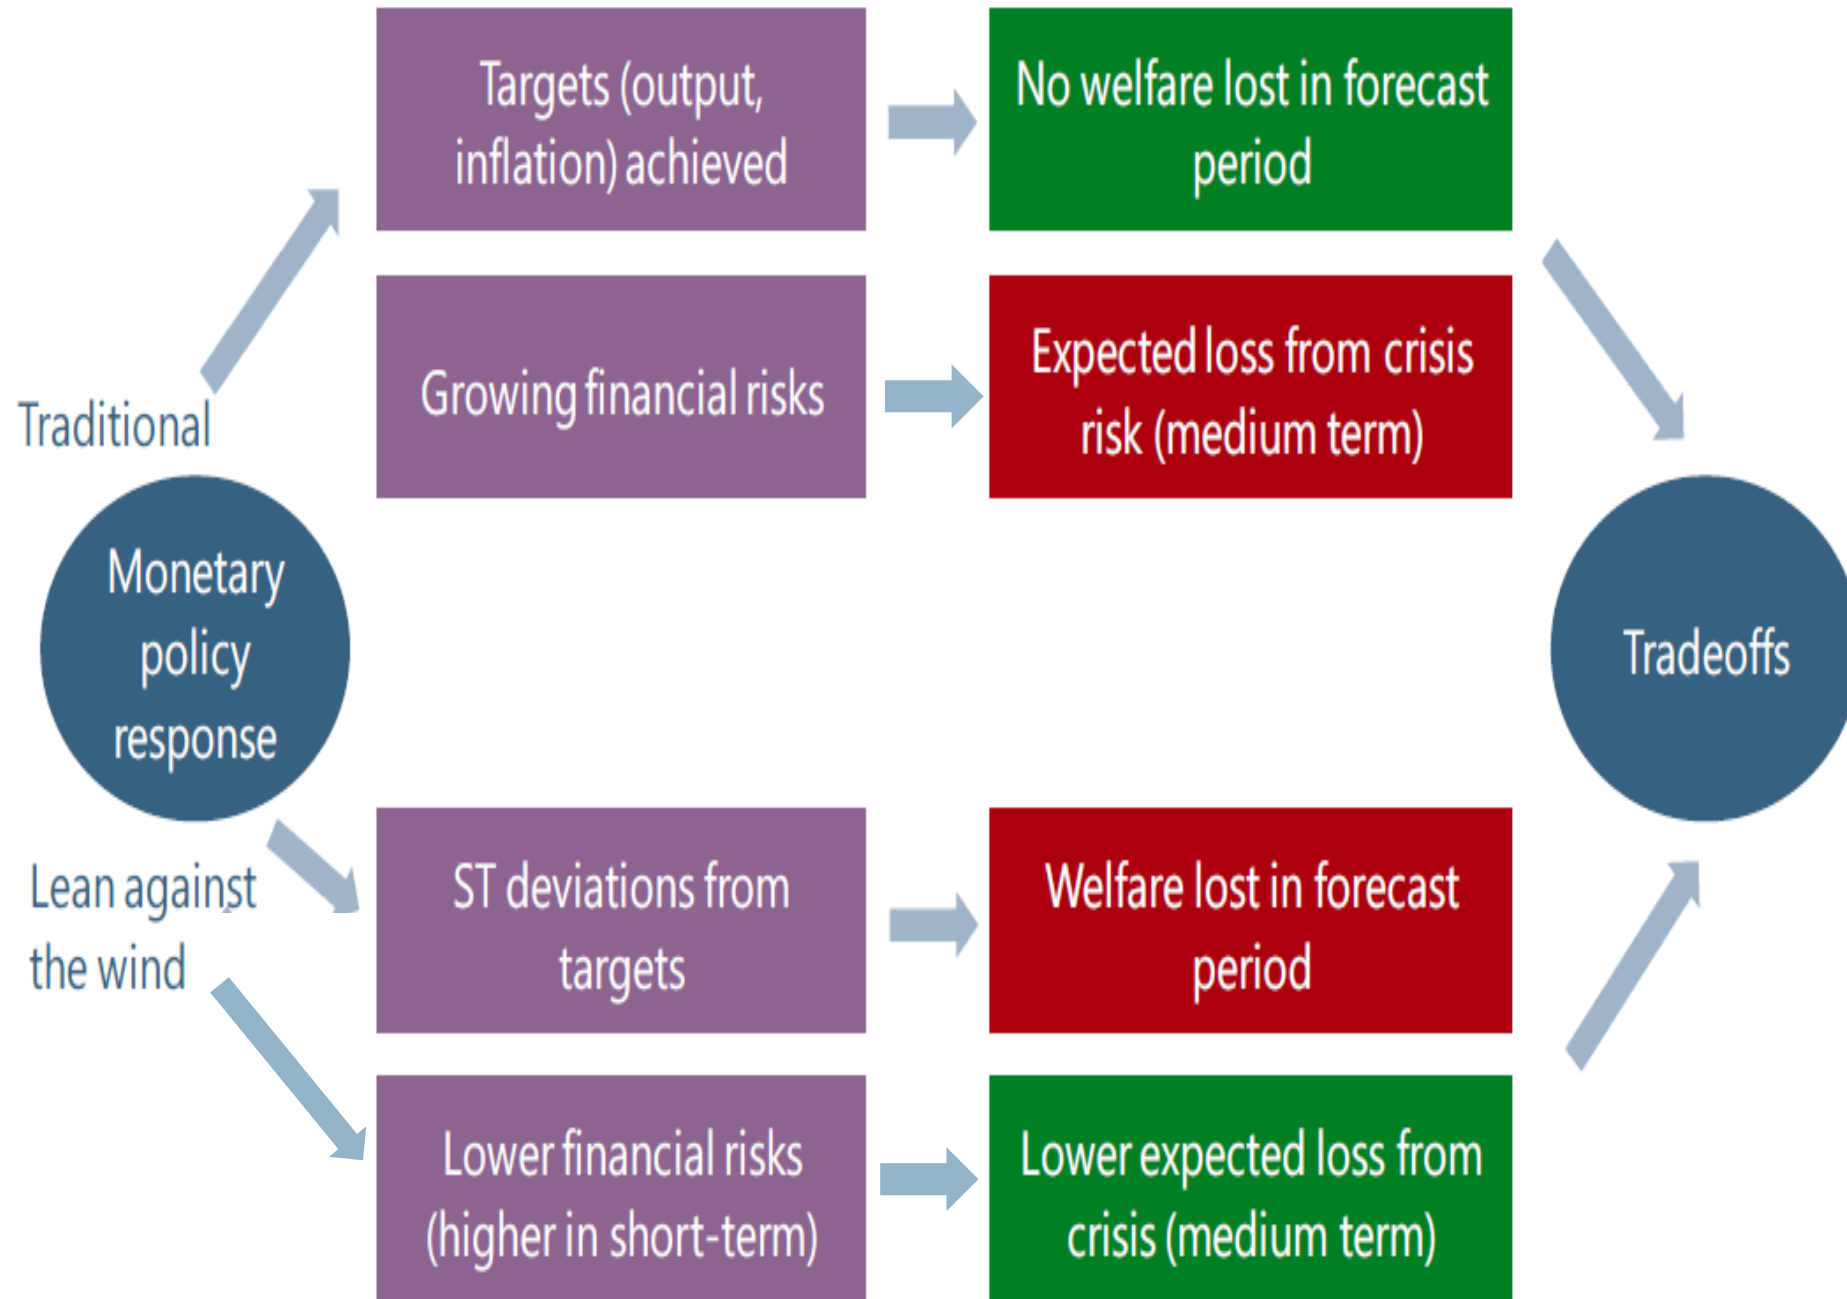 Targets (output,
inflation) achieved
No welfare lost in forecast
period
Growing financial risks
Expected loss from crisis
risk (medium term)
Traditional
Monetary
policy
response
Tradeoffs
Lean against
the wind
ST deviations from
targets
Welfare lost in forecast
period
Lower financial risks
(higher in short-term)
Lower expected loss from
crisis (medium term)